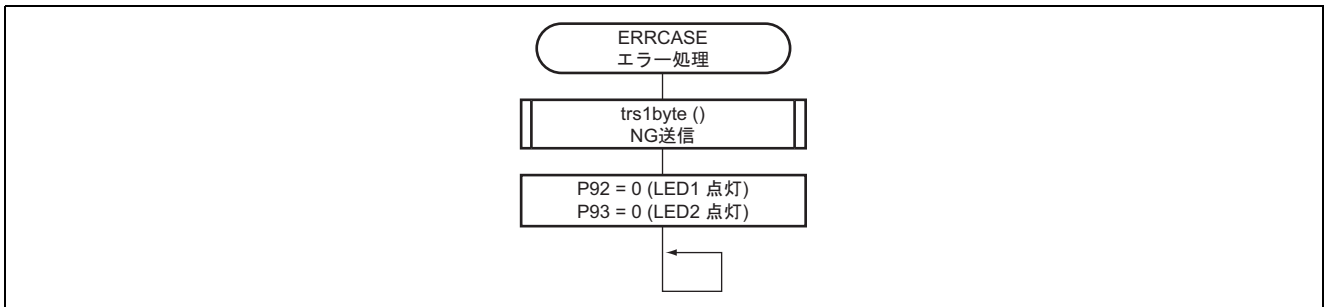 ERRCASE
エラー処理
trs1byte ()
NG送信
P92 = 0 (LED1 点灯)
P93 = 0 (LED2 点灯)